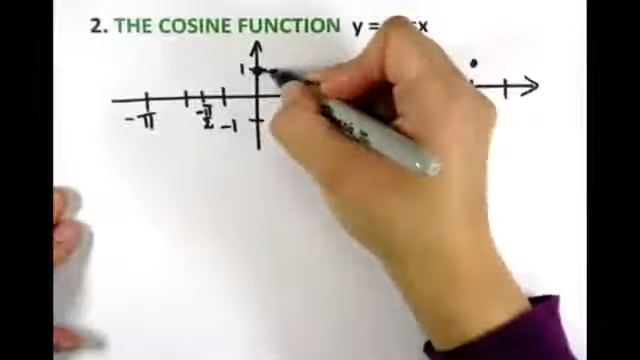 2. THE COSINE FUNCTION y =
1
-π
-π/2
-1